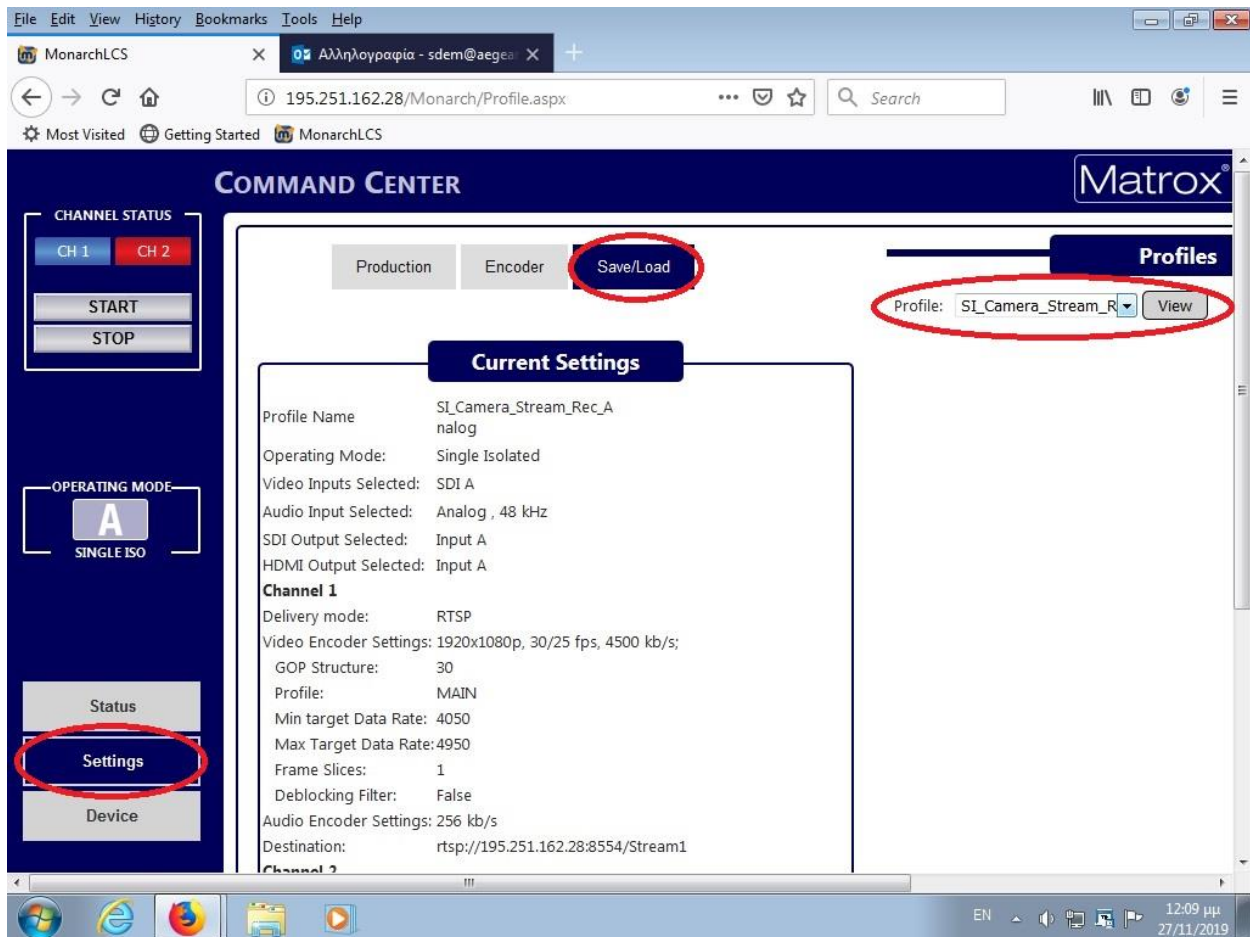 File Edit View History Bookmarks Tools Help
MonarchLCS
Αλληλογραφία - sdem@aegea
195.251.162.28/Monarch/Profile.aspx
Search
Most Visited Getting Started MonarchLCS
COMMAND CENTER
Matrox®
CHANNEL STATUS
CH 1 CH 2
START
STOP
OPERATING MODE
A
SINGLE ISO
Status
Settings
Device
Production Encoder Save/Load
Profiles
Profile: SI_Camera_Stream_R View
Current Settings
Profile Name SI_Camera_Stream_Rec_A
nalog
Operating Mode: Single Isolated
Video Inputs Selected: SDI A
Audio Input Selected: Analog , 48 kHz
SDI Output Selected: Input A
HDMI Output Selected: Input A
Channel 1
Delivery mode: RTSP
Video Encoder Settings: 1920x1080p, 30/25 fps, 4500 kb/s;
GOP Structure: 30
Profile: MAIN
Min target Data Rate: 4050
Max Target Data Rate: 4950
Frame Slices: 1
Deblocking Filter: False
Audio Encoder Settings: 256 kb/s
Destination: rtsp://195.251.162.28:8554/Stream1
Channel 2
EN
12:09 μμ
27/11/2019